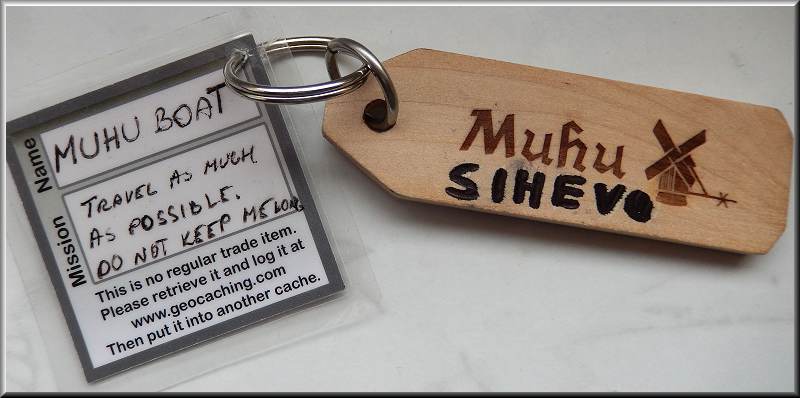 Name
MUHU BOAT
Mission
TRAVEL AS MUCH
AS POSSIBLE.
DO NOT KEEP ME LONG
This is no regular trade item.
Please retrieve it and log it at
www.geocaching.com
Then put it into another cache.
Muhu
SIHEVO